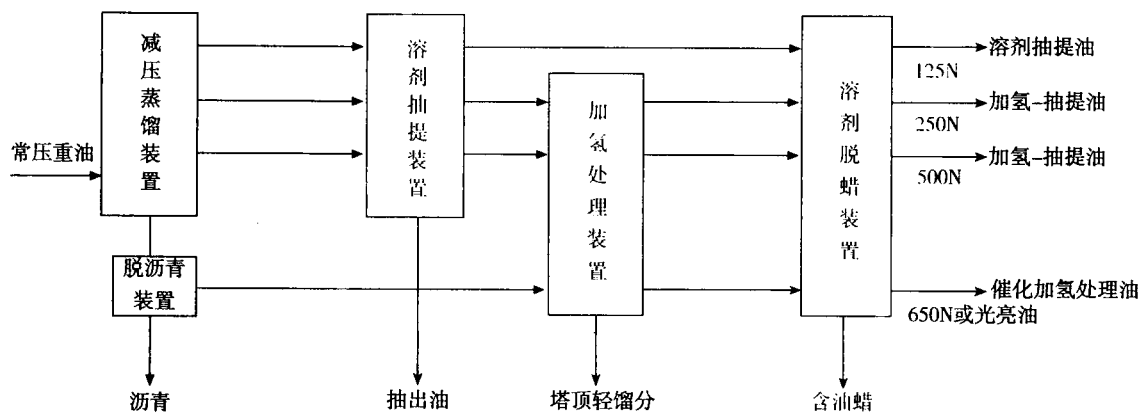 常压重油
减压蒸馏装置
脱沥青
装置
沥青
溶剂抽提装置
抽出油
加氢处理装置
塔顶轻馏分
溶剂脱蜡装置
含油蜡
溶剂抽提油
125N
加氢-抽提油
250N
加氢-抽提油
500N
催化加氢处理油
650N或光亮油